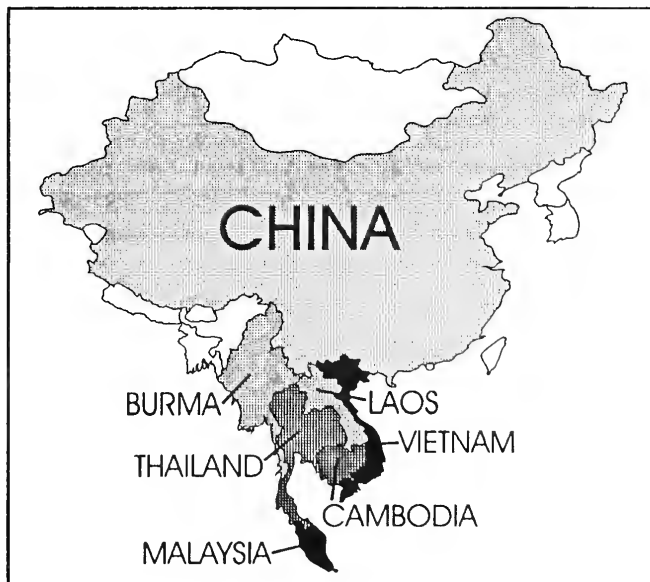 CHINA
BURMA
LAOS
VIETNAM
THAILAND
CAMBODIA
MALAYSIA